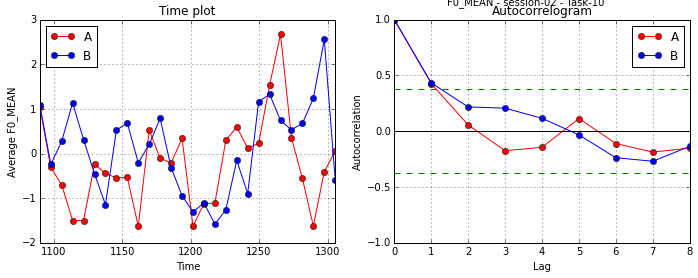 F0_MEAN - session-02 - Task-10
Time plot
Average F0_MEAN
3
2
1
0
−1
−2
1100
1150
1200
1250
1300
Time
A
B
Autocorrelogram
Autocorrelation
1.0
0.5
0.0
−0.5
−1.0
0
1
2
3
4
5
6
7
8
Lag
A
B